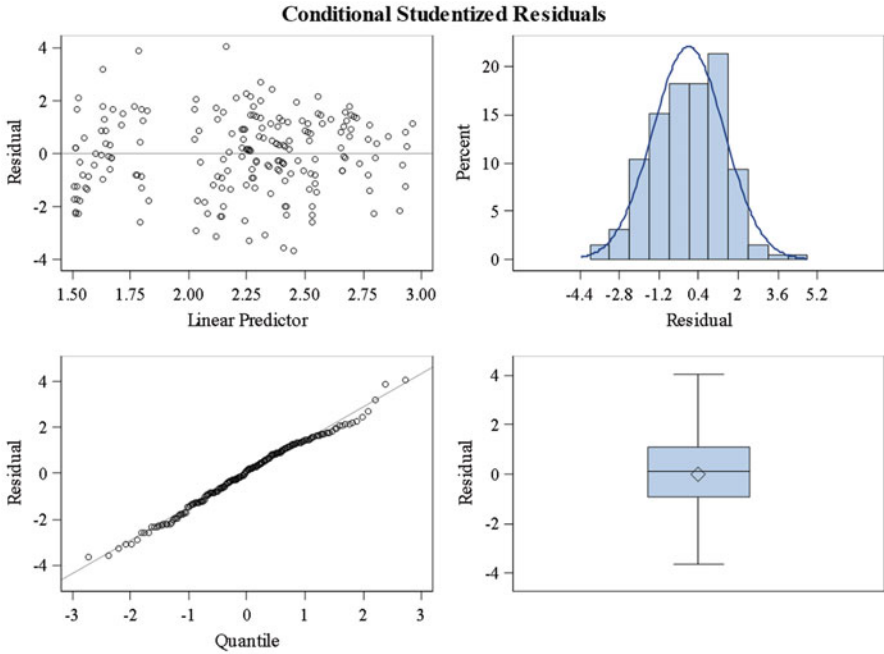 Conditional Studentized Residuals
4
2
0
-2
-4
Residual
1.50 1.75 2.00 2.25 2.50 2.75 3.00
Linear Predictor
20
15
10
5
0
Percent
-4.4 -2.8 -1.2 0.4 2 3.6 5.2
Residual
4
2
0
-2
-4
Residual
-3 -2 -1 0 1 2 3
Quantile
4
2
0
-2
-4
Residual